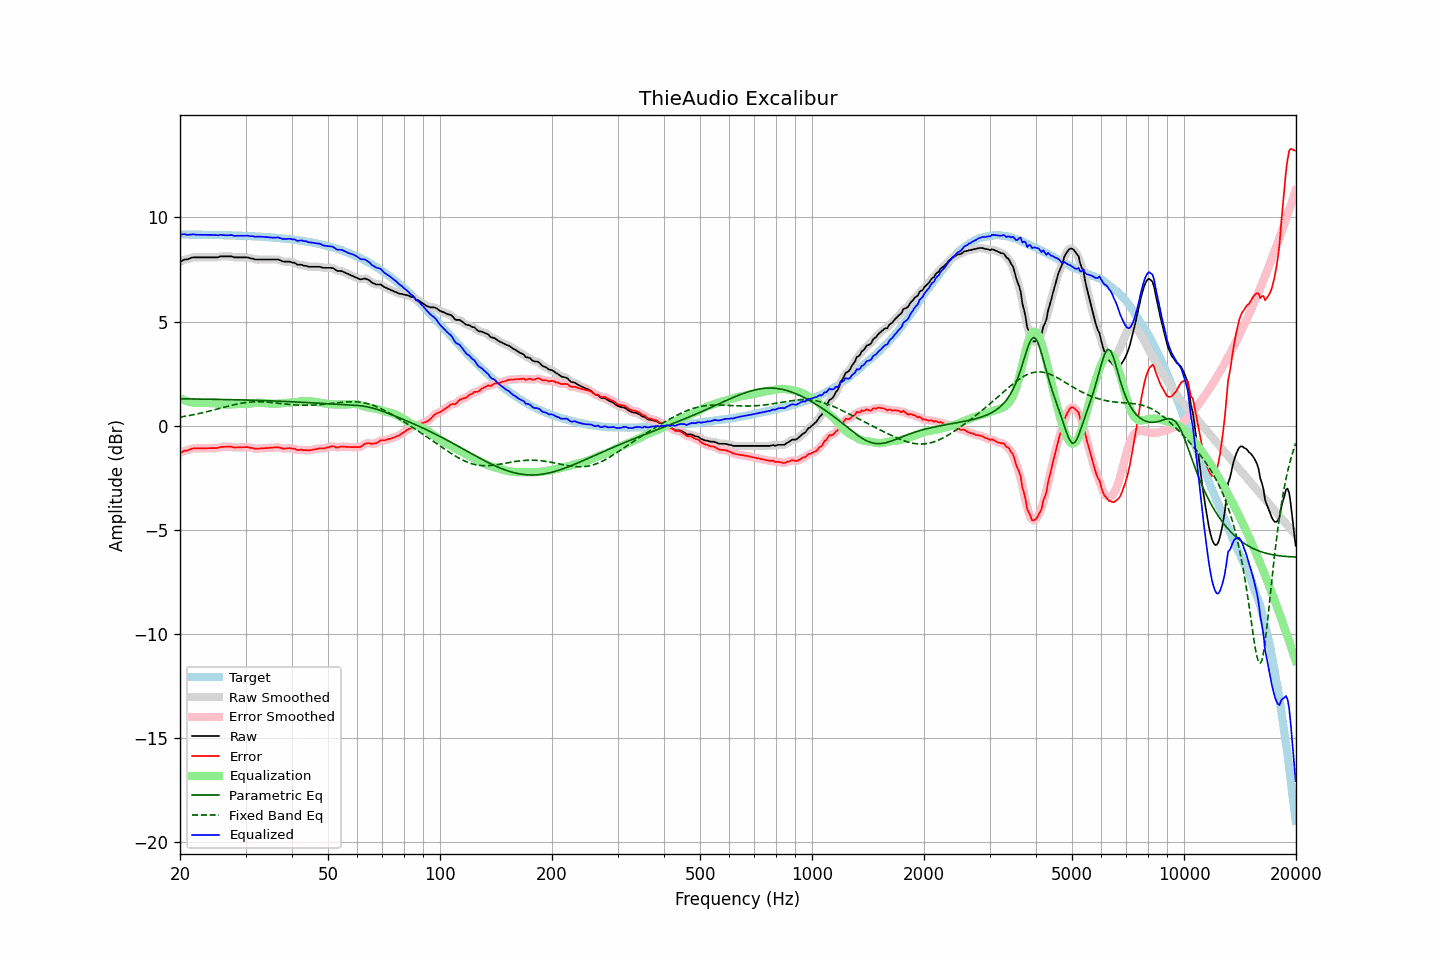 ThieAudio Excalibur
Amplitude (dBr)
10
5
0
−5
−10
−15
−20
Target
Raw Smoothed
Error Smoothed
Raw
Error
Equalization
Parametric Eq
Fixed Band Eq
Equalized
20 50 100 200 500 1000 2000 5000 10000 20000
Frequency (Hz)